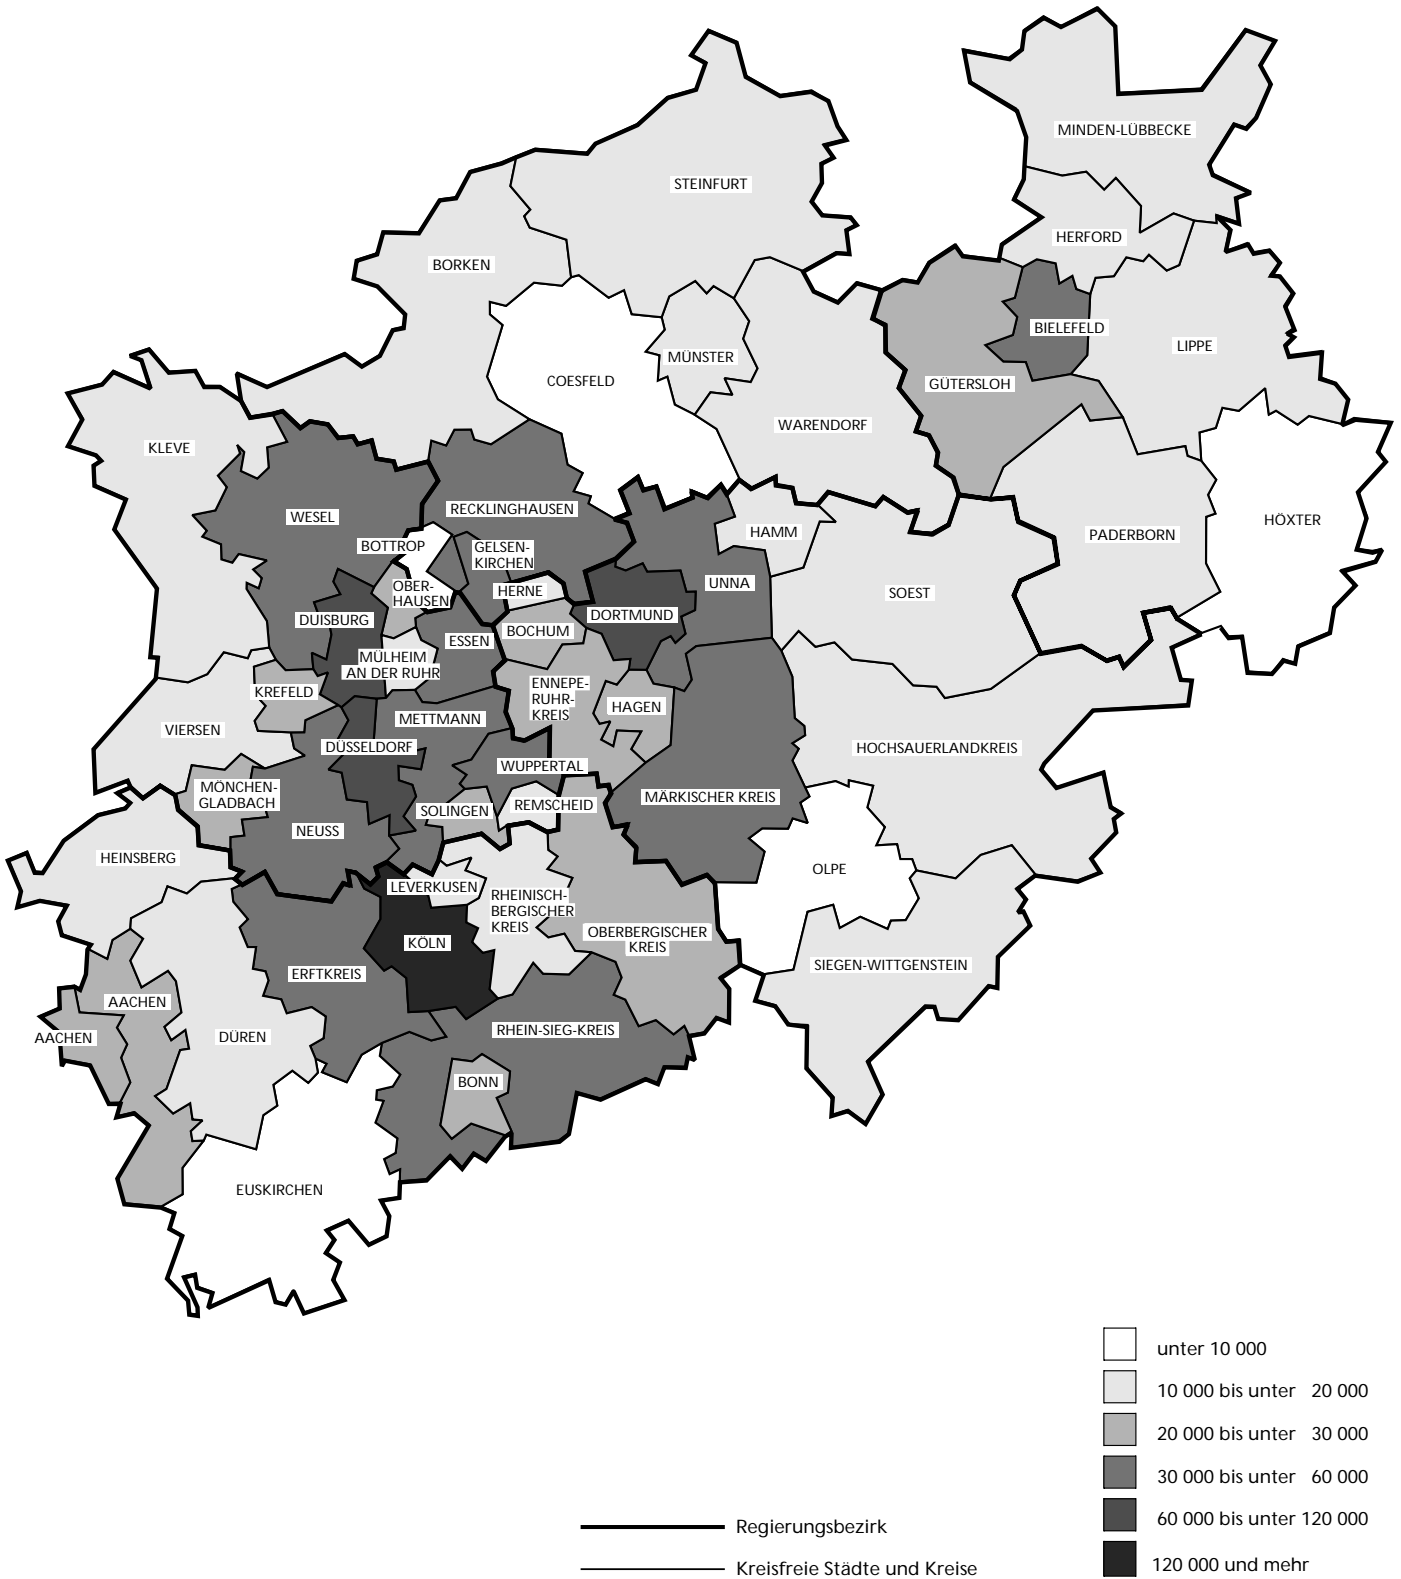 MINDEN-LÜBBECKE
STEINFURT
HERFORD
BORKEN
BIELEFELD
LIPPE
MÜNSTER
COESFELD
GÜTERSLOH
WARENDORF
KLEVE
RECKLINGHAUSEN
WESEL
HÖXTER
HAMM
PADERBORN
BOTTROP
GELSEN-
KIRCHEN
UNNA
OBER-
HAUSEN
HERNE
SOEST
DORTMUND
DUISBURG
BOCHUM
ESSEN
MÜLHEIM
AN DER RUHR
ENNEPE-
RUHR-
KREIS
KREFELD
HAGEN
METTMANN
VIERSEN
DÜSSELDORF
HOCHSAUERLANDKREIS
WUPPERTAL
MÖNCHEN-
GLADBACH
MÄRKISCHER KREIS
REMSCHEID
SOLINGEN
NEUSS
HEINSBERG
OLPE
LEVERKUSEN
RHEINISCH-
BERGISCHER
KREIS
OBERBERGISCHER
KREIS
KÖLN
SIEGEN-WITTGENSTEIN
ERFTKREIS
AACHEN
RHEIN-SIEG-KREIS
AACHEN
DÜREN
BONN
EUSKIRCHEN
unter 10 000
10 000 bis unter 20 000
20 000 bis unter 30 000
30 000 bis unter 60 000
60 000 bis unter 120 000
120 000 und mehr
Regierungsbezirk
Kreisfreie Städte und Kreise